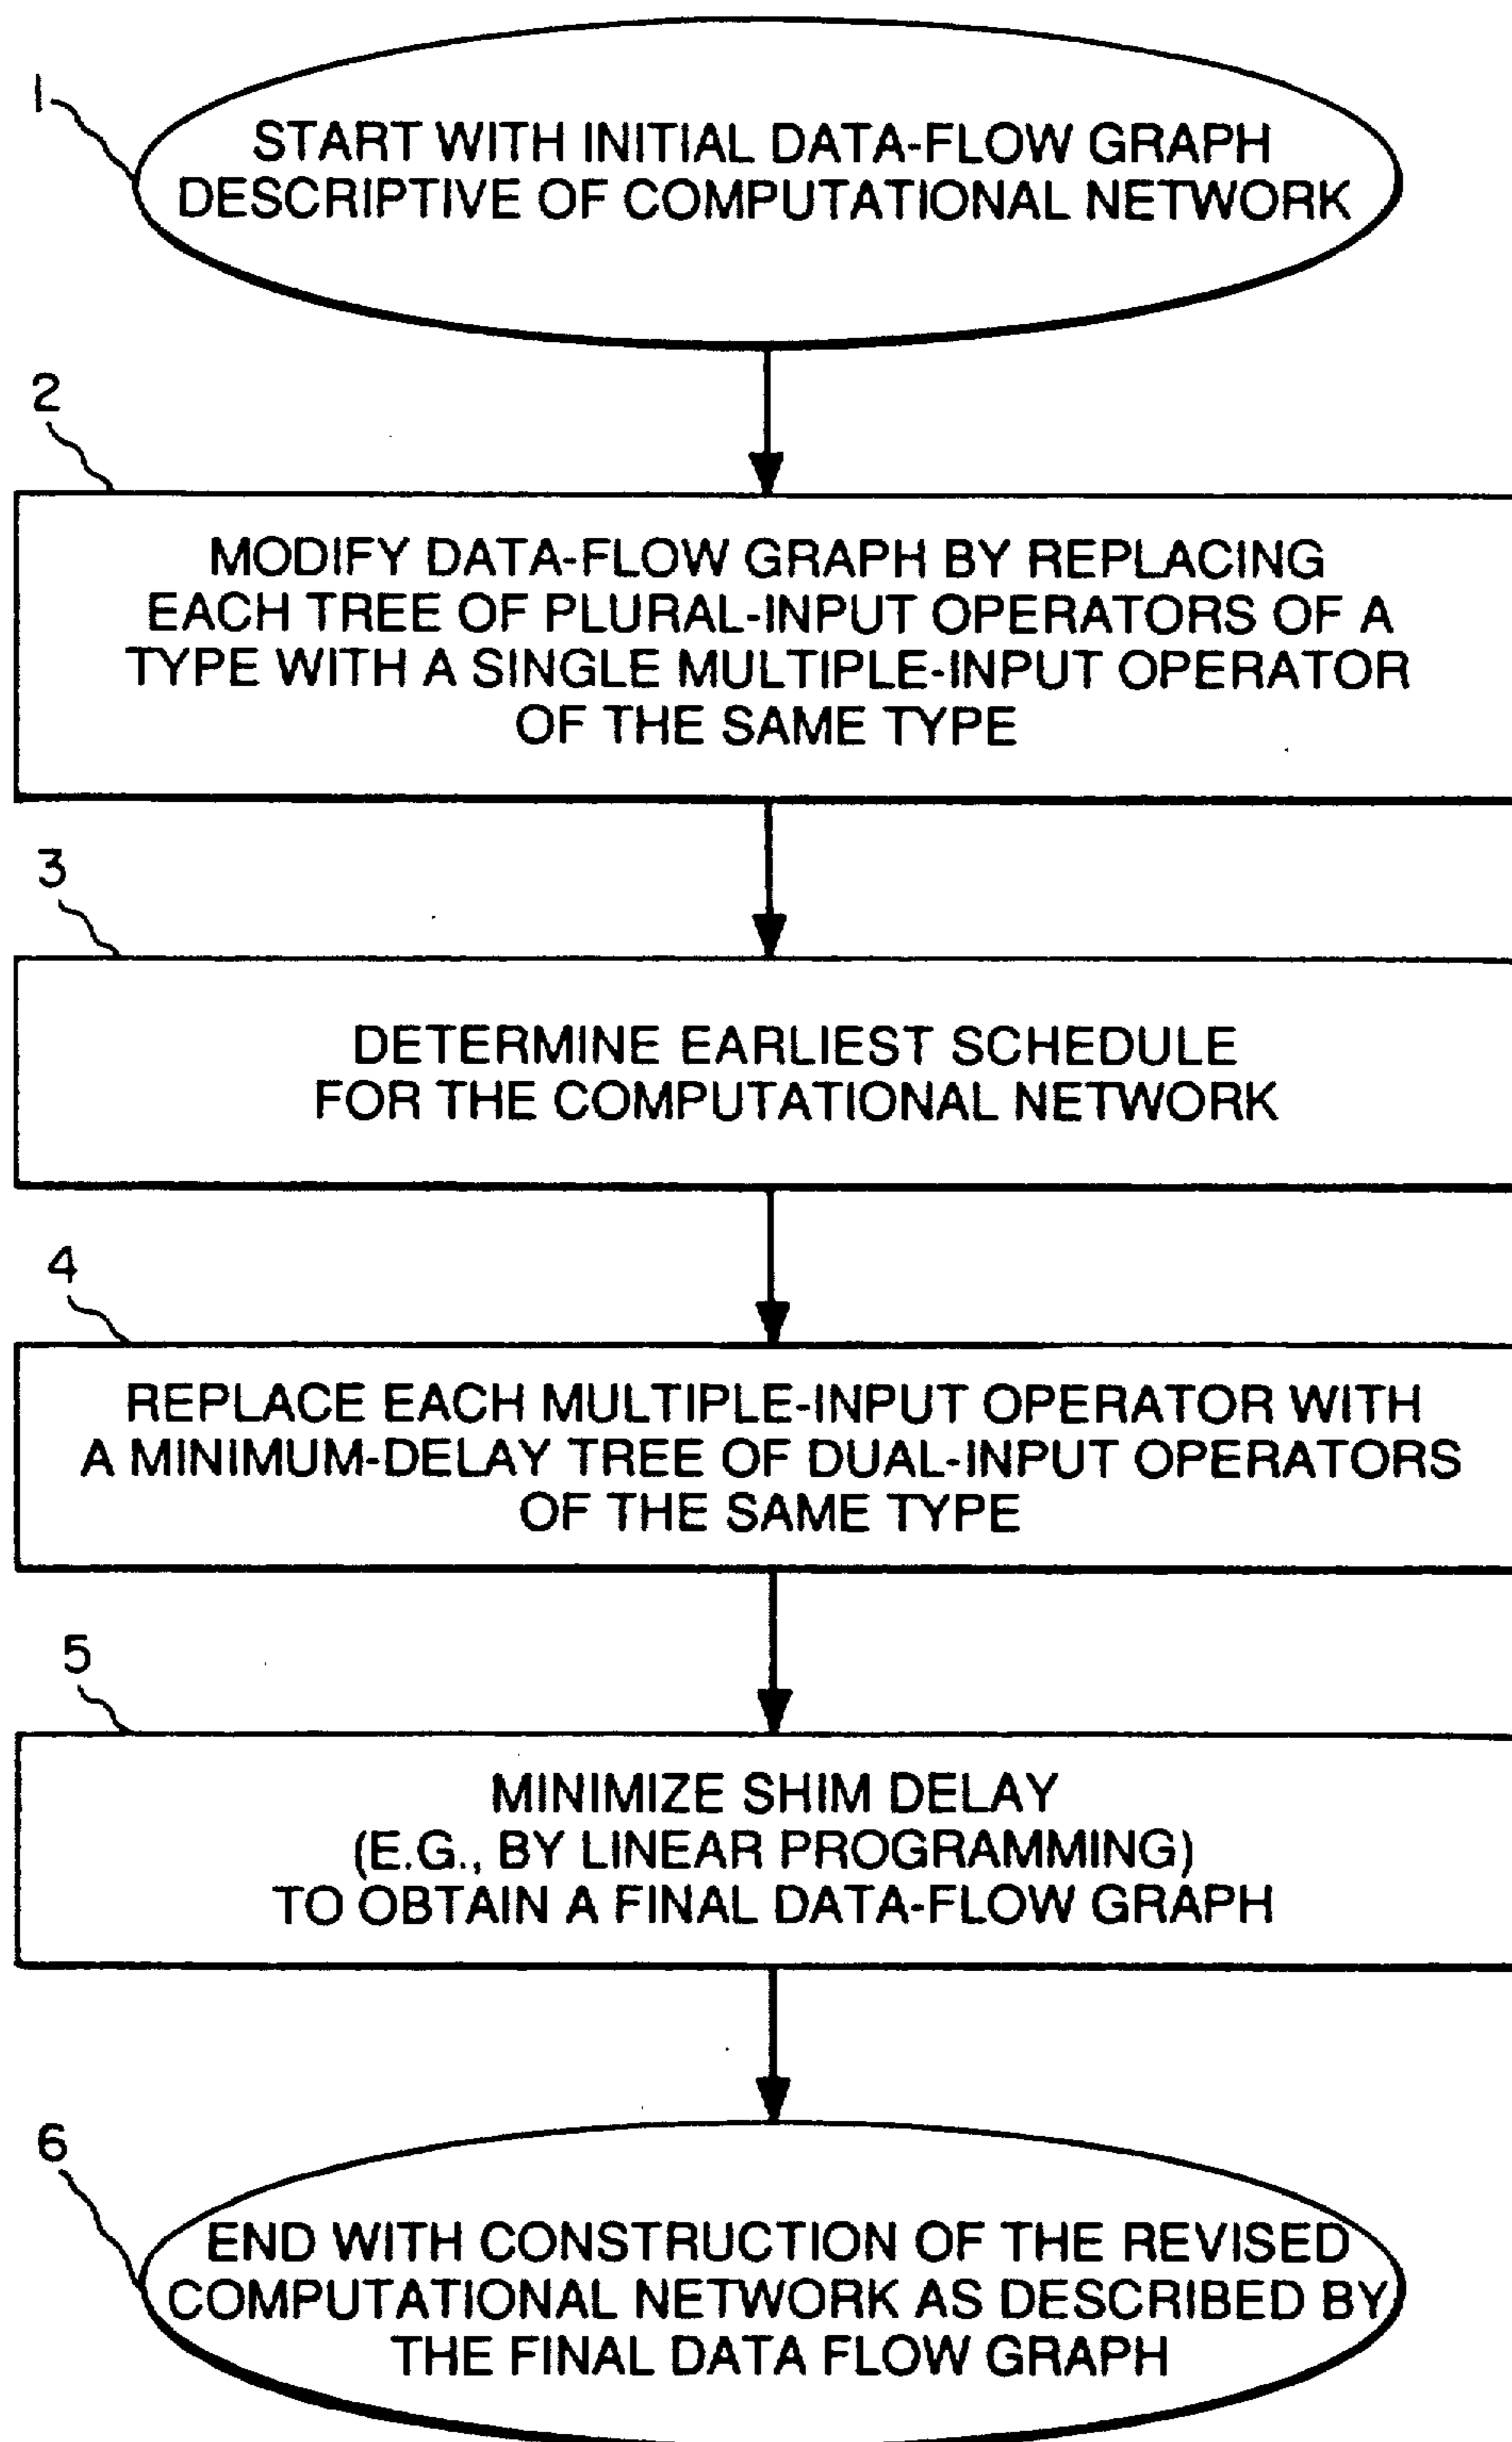 1
START WITH INITIAL DATA-FLOW GRAPH
DESCRIPTIVE OF COMPUTATIONAL NETWORK
2
MODIFY DATA-FLOW GRAPH BY REPLACING
EACH TREE OF PLURAL-INPUT OPERATORS OF A
TYPE WITH A SINGLE MULTIPLE-INPUT OPERATOR
OF THE SAME TYPE
3
DETERMINE EARLIEST SCHEDULE
FOR THE COMPUTATIONAL NETWORK
4
REPLACE EACH MULTIPLE-INPUT OPERATOR WITH
A MINIMUM-DELAY TREE OF DUAL-INPUT OPERATORS
OF THE SAME TYPE
5
MINIMIZE SHIM DELAY
(E.G., BY LINEAR PROGRAMMING)
TO OBTAIN A FINAL DATA-FLOW GRAPH
6
END WITH CONSTRUCTION OF THE REVISED
COMPUTATIONAL NETWORK AS DESCRIBED BY
THE FINAL DATA FLOW GRAPH